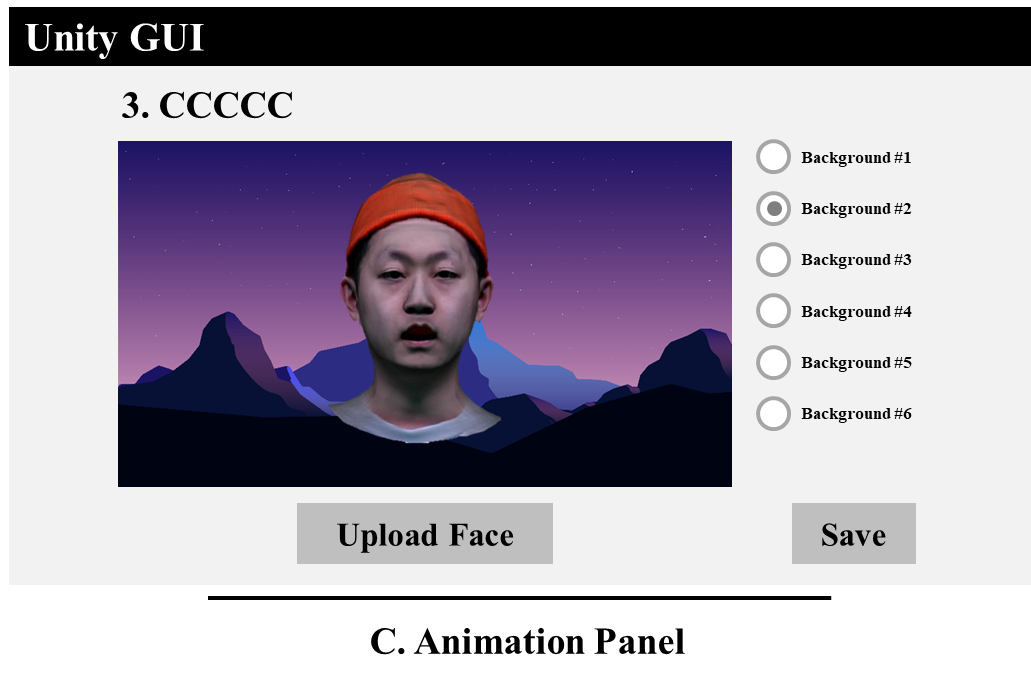 Unity GUI
3. CCCCC
Background #1
Background #2
Background #3
Background #4
Background #5
Background #6
Upload Face
Save
C. Animation Panel